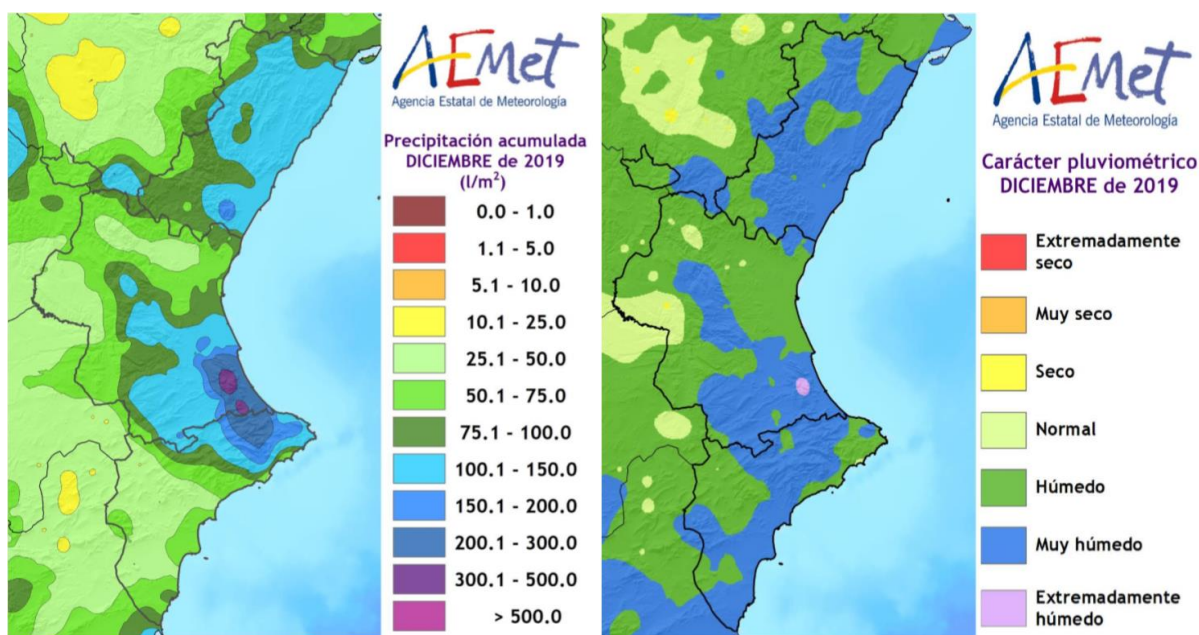 AEMet
Agencia Estatal de Meteorología
Precipitación acumulada
DICIEMBRE de 2019
(l/m²)
0.0 - 1.0
1.1 - 5.0
5.1 - 10.0
10.1 - 25.0
25.1 - 50.0
50.1 - 75.0
75.1 - 100.0
100.1 - 150.0
150.1 - 200.0
200.1 - 300.0
300.1 - 500.0
> 500.0
AEMet
Agencia Estatal de Meteorología
Carácter pluviométrico
DICIEMBRE de 2019
Extremadamente
seco
Muy seco
Seco
Normal
Húmedo
Muy húmedo
Extremadamente
húmedo